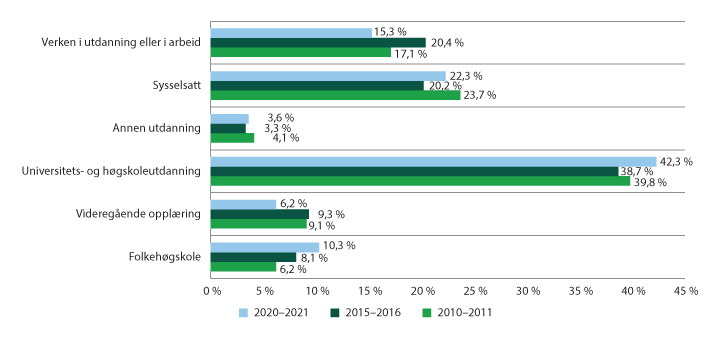 Verken i utdanning eller i arbeid
15,3 %
20,4 %
17,1 %
Sysselsatt
22,3 %
20,2 %
23,7 %
Annen utdanning
3,6 %
3,3 %
4,1 %
Universitets- og høgskoleutdanning
42,3 %
38,7 %
39,8 %
Videregående opplæring
6,2 %
9,3 %
9,1 %
Folkehøgskole
10,3 %
8,1 %
6,2 %
0 % 5 % 10 % 15 % 20 % 25 % 30 % 35 % 40 % 45 %
2020–2021 2015–2016 2010–2011